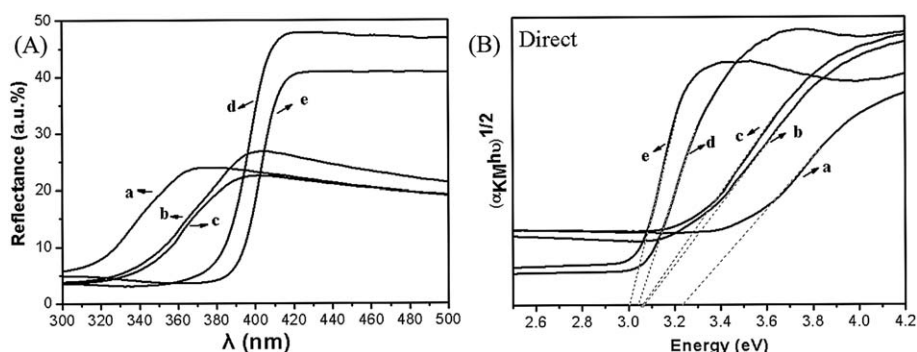 (A)
Reflectance (a.u.%)
50
40
30
20
10
0
d
e
a
b
c
300 320 340 360 380 400 420 440 460 480 500
λ (nm)
(B)
Direct
(αKMhυ)1/2
e
d
c
b
a
2.6 2.8 3.0 3.2 3.4 3.6 3.8 4.0 4.2
Energy (eV)